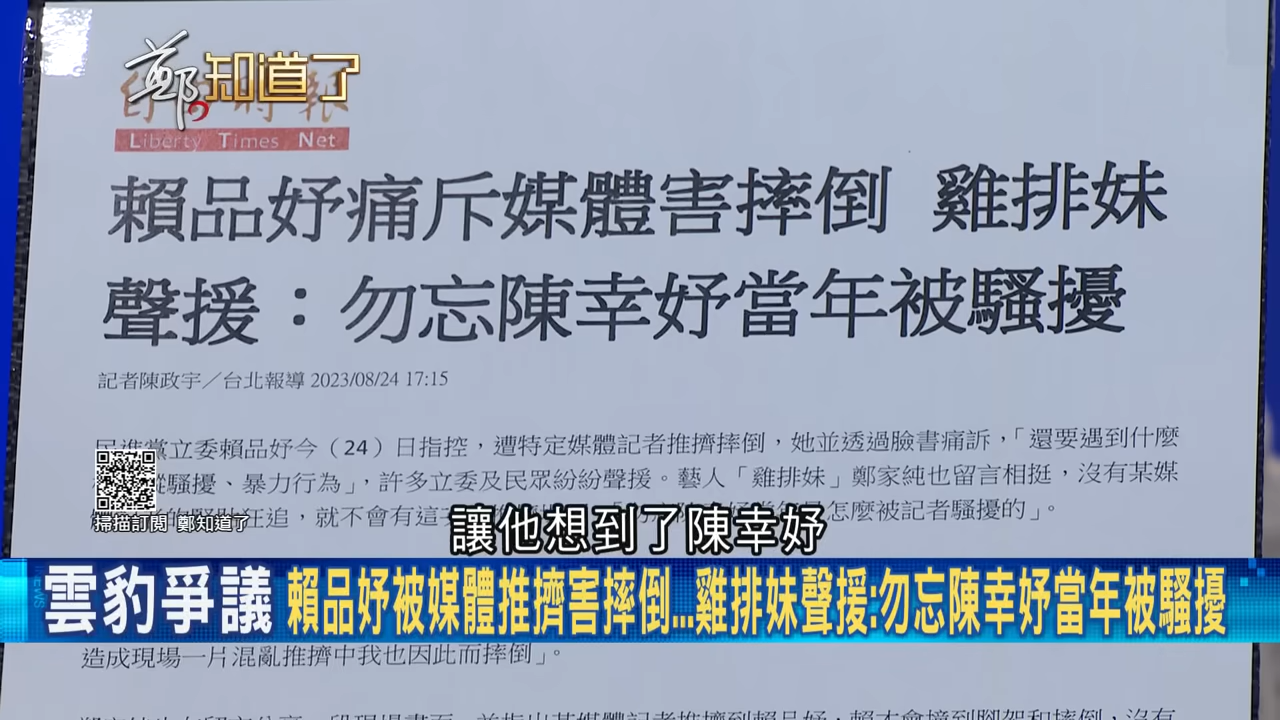 鄭知道了
Liberty Times Net
賴品妤痛斥媒體害摔倒 雞排妹
聲援：勿忘陳幸妤當年被騷擾
記者陳政宇／台北報導 2023/08/24 17:15
民進黨立委賴品妤今（24）日指控，遭特定媒體記者推擠摔倒，她並透過臉書痛訴，「還要遇到什麼
騷擾、暴力行為」，許多立委及民眾紛紛聲援。藝人「雞排妹」鄭家純也留言相挺，沒有某媒
狂追，就不會有這
怎麼被記者騷擾的」。
掃描訂閱 鄭知道了
讓他想到了陳幸妤
雲豹爭議 賴品妤被媒體推擠害摔倒...雞排妹聲援:勿忘陳幸妤當年被騷擾
造成現場一片混亂推擠中我也因此而摔倒」。